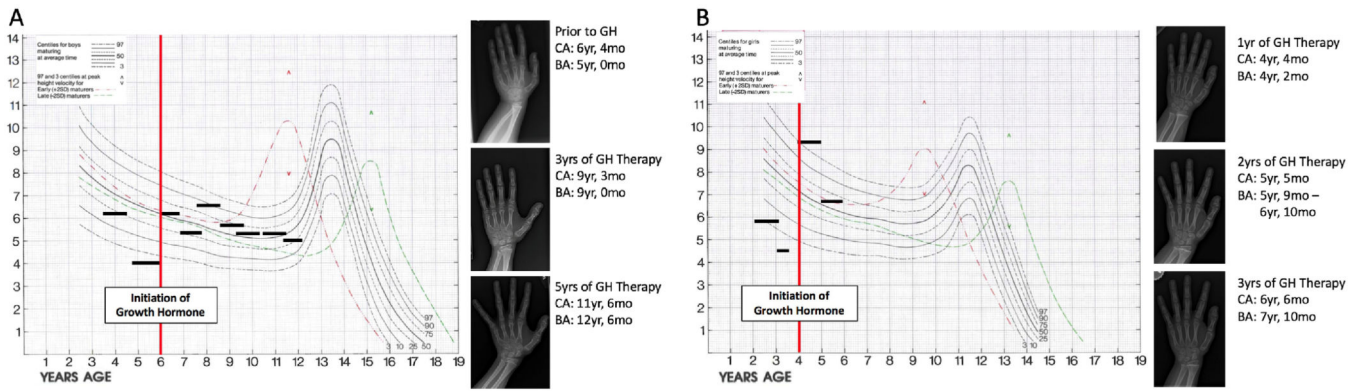 A
14
13
12
11
10
9
8
7
6
5
4
3
2
1
Centiles for boys
maturing
at average time
97
50
3
97 and 3 centiles at peak
height velocity for
Early (+2SD) maturers
Late (-2SD) maturers
Initiation of
Growth Hormone
97
90
75
3 10 25 50
1 2 3 4 5 6 7 8 9 10 11 12 13 14 15 16 17 18 19
YEARS AGE
Prior to GH
CA: 6yr, 4mo
BA: 5yr, 0mo
3yrs of GH Therapy
CA: 9yr, 3mo
BA: 9yr, 0mo
5yrs of GH Therapy
CA: 11yr, 6mo
BA: 12yr, 6mo
B
14
13
12
11
10
9
8
7
6
5
4
3
2
1
Centiles for girls
maturing
at average time
97
50
3
97 and 3 centiles at peak
height velocity for
Early (+2SD) maturers
Late (-2SD) maturers
Initiation of
Growth Hormone
97
90
75
50
25
3 10
1 2 3 4 5 6 7 8 9 10 11 12 13 14 15 16 17 18 19
YEARS AGE
1yr of GH Therapy
CA: 4yr, 4mo
BA: 4yr, 2mo
2yrs of GH Therapy
CA: 5yr, 5mo
BA: 5yr, 9mo –
6yr, 10mo
3yrs of GH Therapy
CA: 6yr, 6mo
BA: 7yr, 10mo